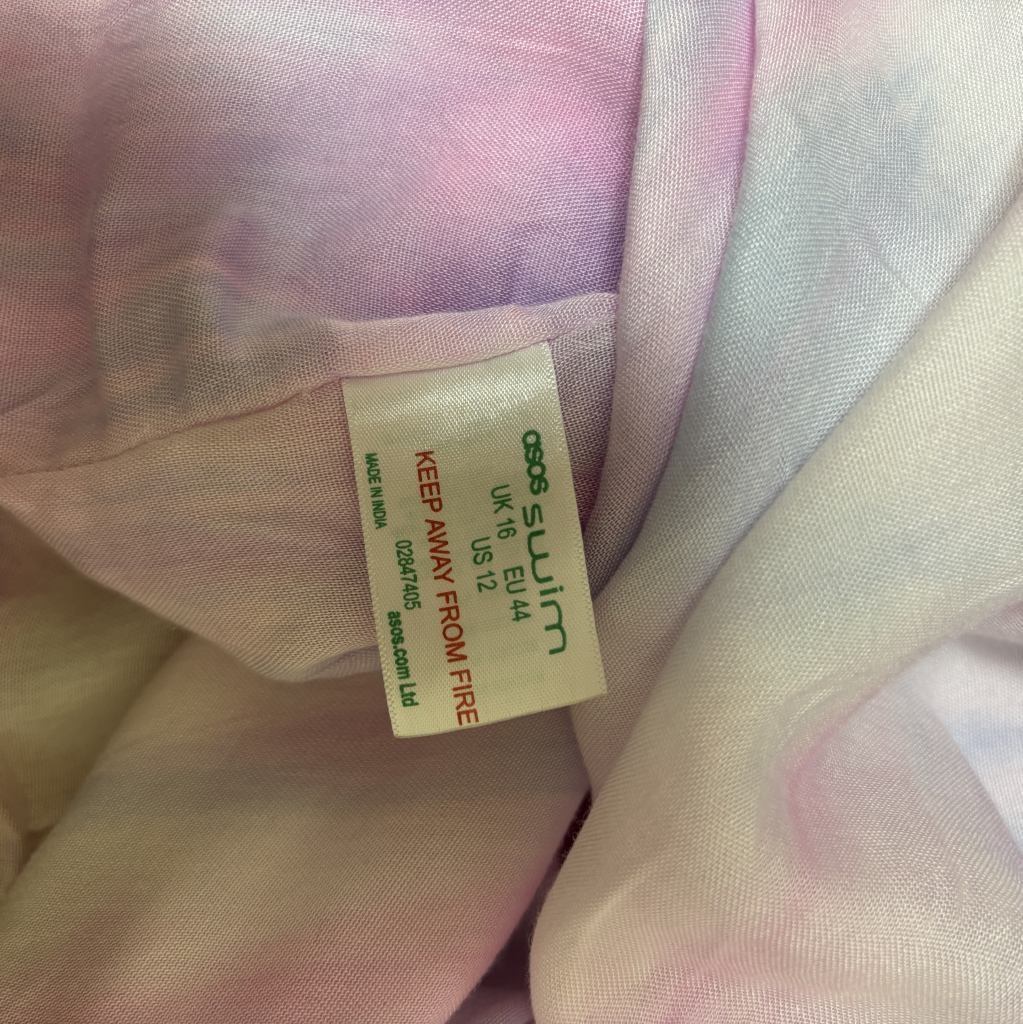 asos swim
UK 16 EU 44
US 12
KEEP AWAY FROM FIRE
MADE IN INDIA 02847405 asos.com Ltd